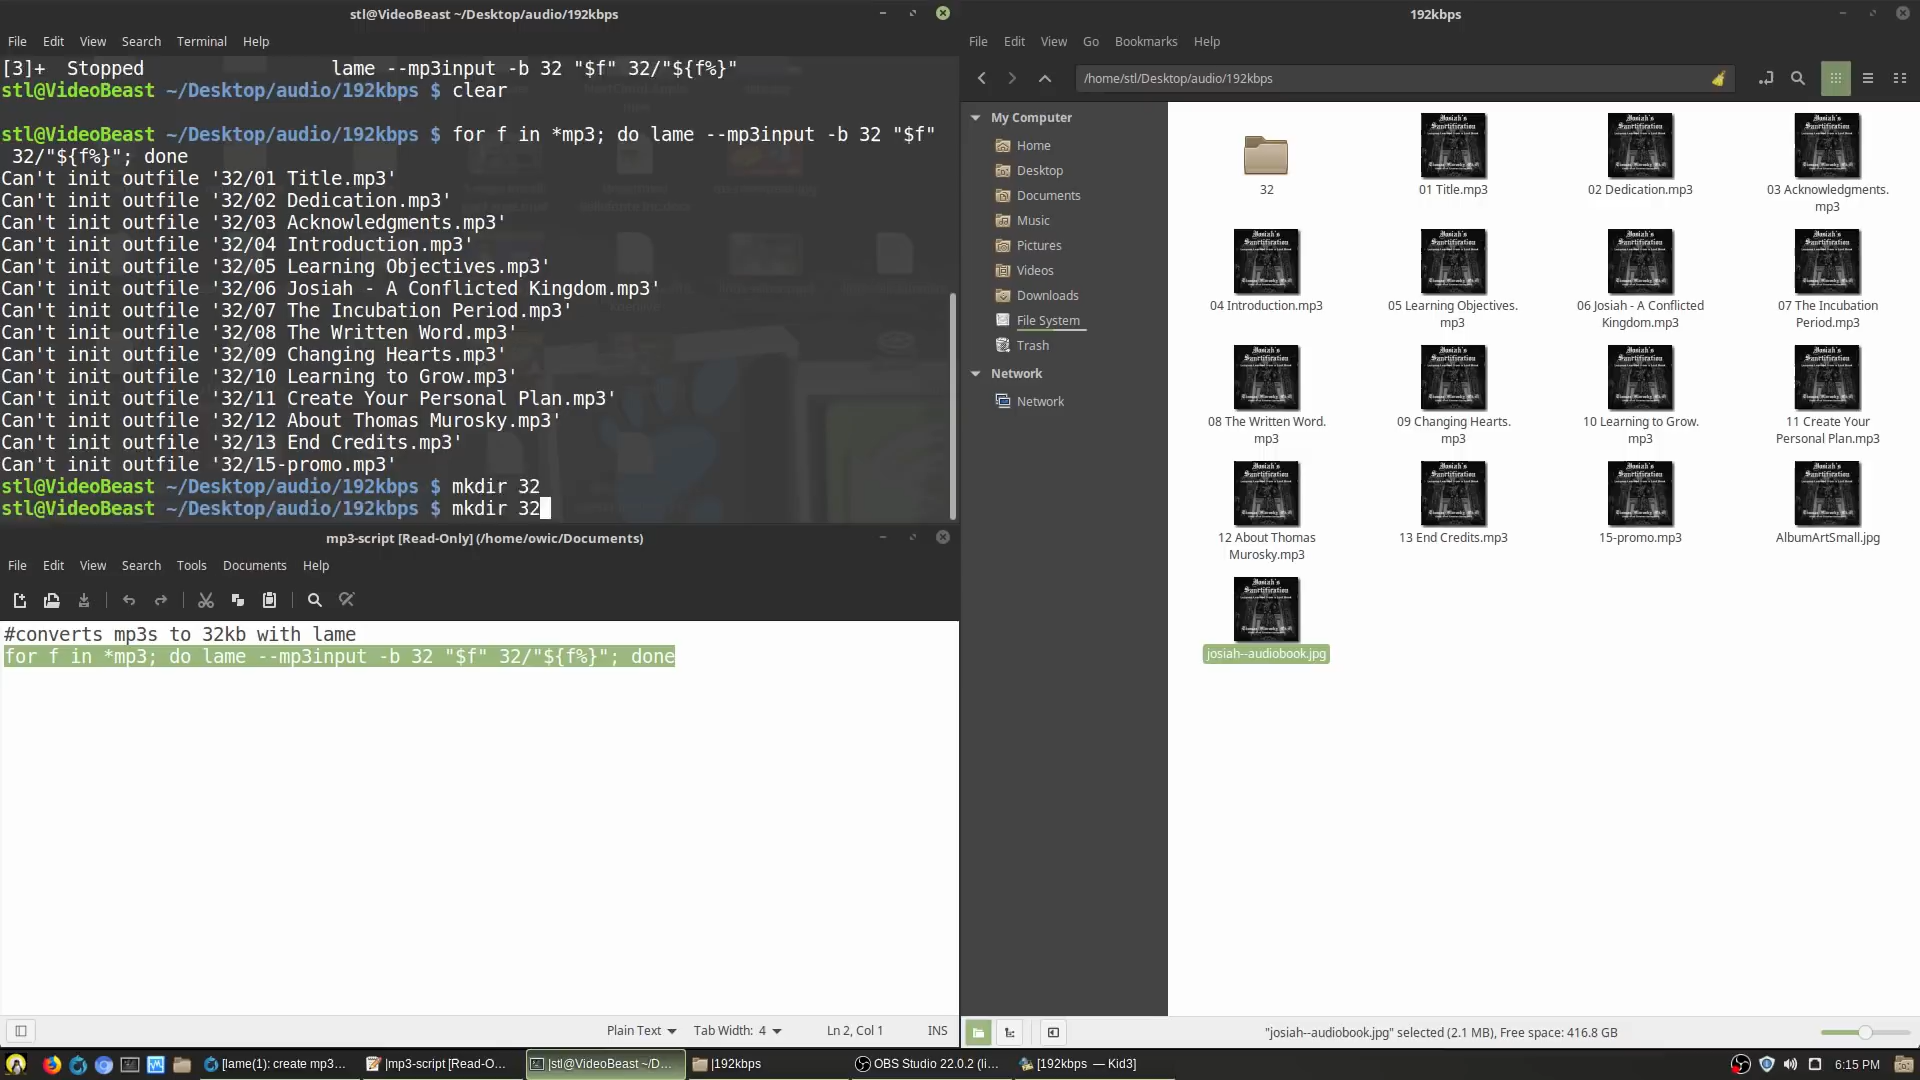 stl@VideoBeast ~/Desktop/audio/192kbps
File Edit View Search Terminal Help
[3]+  Stopped                 lame --mp3input -b 32 "$f" 32/"${f%}"
stl@VideoBeast ~/Desktop/audio/192kbps $ clear
stl@VideoBeast ~/Desktop/audio/192kbps $ for f in *mp3; do lame --mp3input -b 32 "$f"
 32/"${f%}"; done
Can't init outfile '32/01 Title.mp3'
Can't init outfile '32/02 Dedication.mp3'
Can't init outfile '32/03 Acknowledgments.mp3'
Can't init outfile '32/04 Introduction.mp3'
Can't init outfile '32/05 Learning Objectives.mp3'
Can't init outfile '32/06 Josiah - A Conflicted Kingdom.mp3'
Can't init outfile '32/07 The Incubation Period.mp3'
Can't init outfile '32/08 The Written Word.mp3'
Can't init outfile '32/09 Changing Hearts.mp3'
Can't init outfile '32/10 Learning to Grow.mp3'
Can't init outfile '32/11 Create Your Personal Plan.mp3'
Can't init outfile '32/12 About Thomas Murosky.mp3'
Can't init outfile '32/13 End Credits.mp3'
Can't init outfile '32/15-promo.mp3'
stl@VideoBeast ~/Desktop/audio/192kbps $ mkdir 32
stl@VideoBeast ~/Desktop/audio/192kbps $ mkdir 32
mp3-script [Read-Only] (/home/owic/Documents)
File Edit View Search Tools Documents Help
#converts mp3s to 32kb with lame
for f in *mp3; do lame --mp3input -b 32 "$f" 32/"${f%}"; done
Plain Text Tab Width: 4 Ln 2, Col 1 INS
192kbps
File Edit View Go Bookmarks Help
/home/stl/Desktop/audio/192kbps
My Computer
Home
Desktop
Documents
Music
Pictures
Videos
Downloads
File System
Trash
Network
Network
32
01 Title.mp3
02 Dedication.mp3
03 Acknowledgments.
mp3
04 Introduction.mp3
05 Learning Objectives.
mp3
06 Josiah - A Conflicted
Kingdom.mp3
07 The Incubation
Period.mp3
08 The Written Word.
mp3
09 Changing Hearts.
mp3
10 Learning to Grow.
mp3
11 Create Your
Personal Plan.mp3
12 About Thomas
Murosky.mp3
13 End Credits.mp3
15-promo.mp3
AlbumArtSmall.jpg
josiah--audiobook.jpg
"josiah--audiobook.jpg" selected (2.1 MB), Free space: 416.8 GB
[lame(1): create mp3...
|mp3-script [Read-O...
|stl@VideoBeast ~/D...
|192kbps
OBS Studio 22.0.2 (li...
[192kbps — Kid3]
6:15 PM